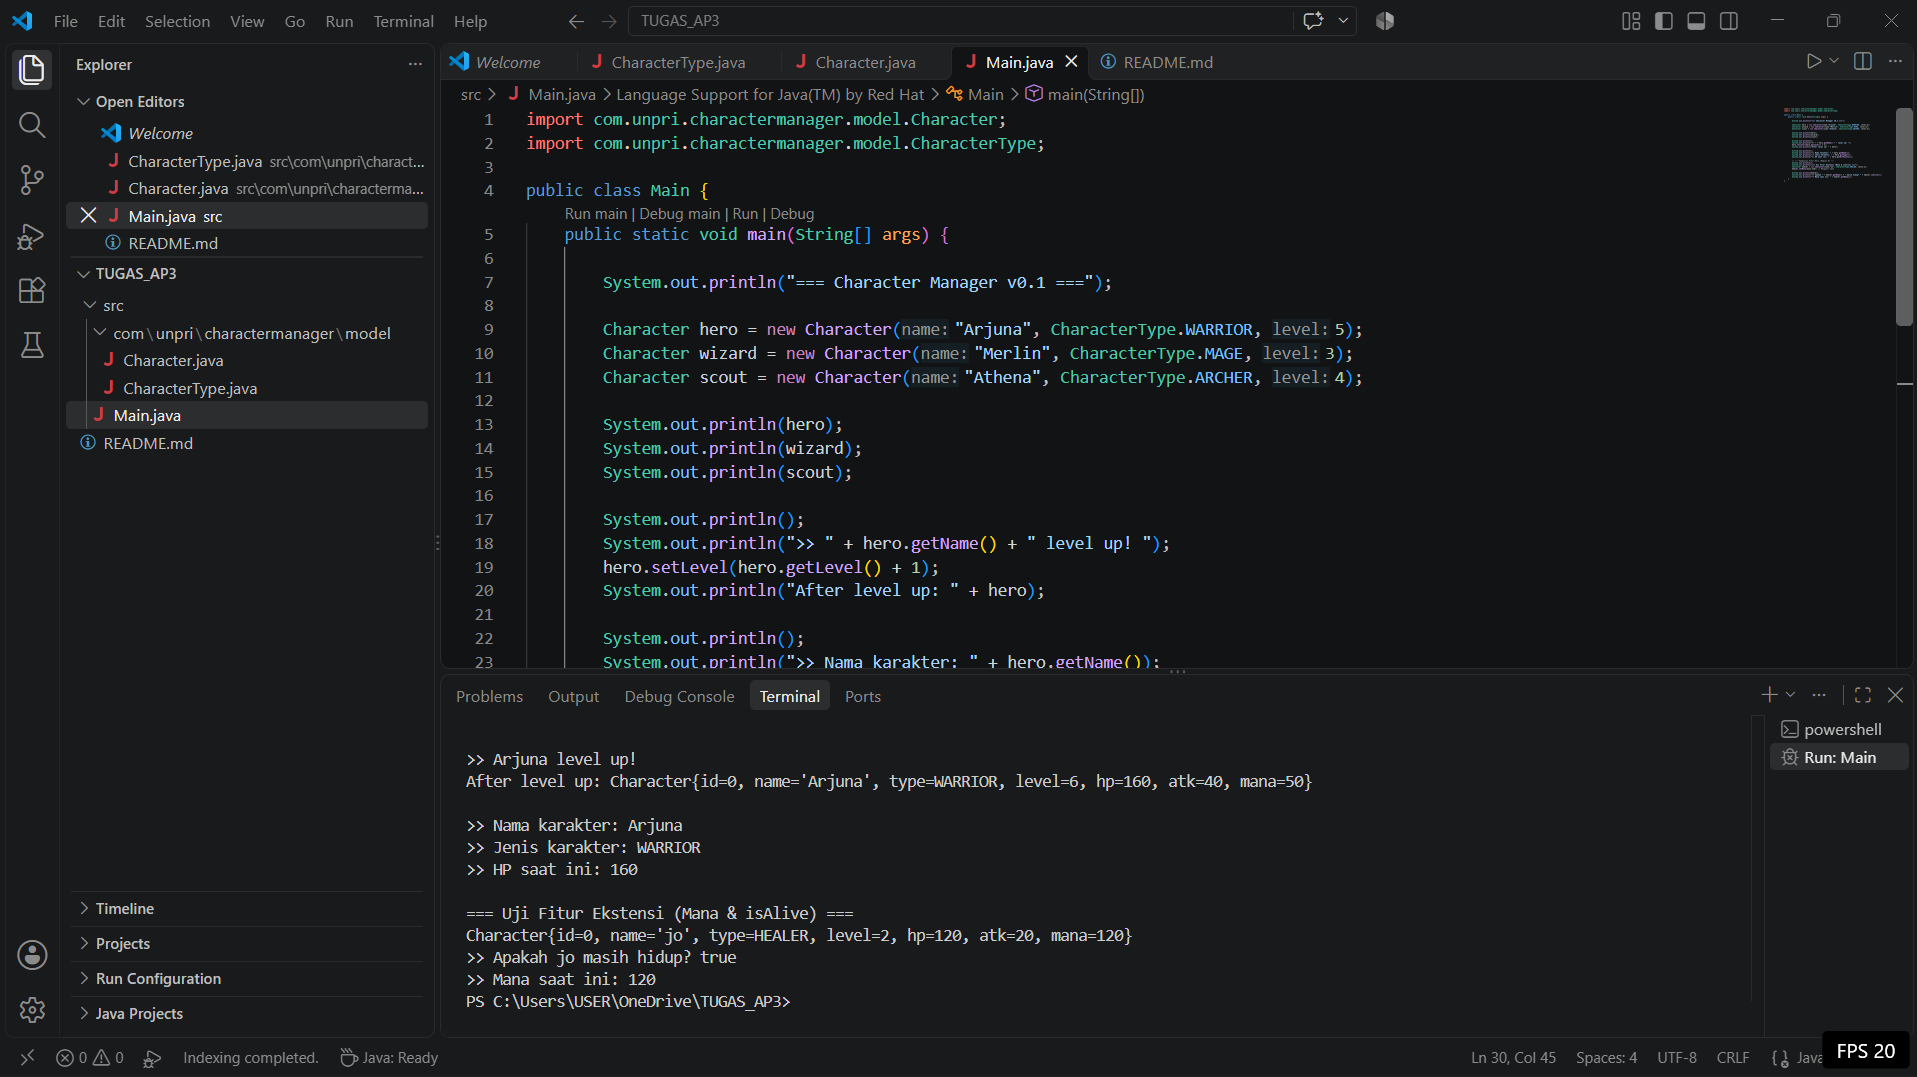 File Edit Selection View Go Run Terminal Help
TUGAS_AP3
Explorer
Open Editors
Welcome
CharacterType.java src\com\unpri\charact...
Character.java src\com\unpri\characterma...
Main.java src
README.md
TUGAS_AP3
src
com\unpri\charactermanager\model
Character.java
CharacterType.java
Main.java
README.md
Timeline
Projects
Run Configuration
Java Projects
Welcome CharacterType.java Character.java Main.java README.md
src > Main.java > Language Support for Java(TM) by Red Hat > Main > main(String[])
1 import com.unpri.charactermanager.model.Character;
2 import com.unpri.charactermanager.model.CharacterType;
3
4 public class Main {
Run main | Debug main | Run | Debug
5 public static void main(String[] args) {
6
7 System.out.println("=== Character Manager v0.1 ===");
8
9 Character hero = new Character(name: "Arjuna", CharacterType.WARRIOR, level: 5);
10 Character wizard = new Character(name: "Merlin", CharacterType.MAGE, level: 3);
11 Character scout = new Character(name: "Athena", CharacterType.ARCHER, level: 4);
12
13 System.out.println(hero);
14 System.out.println(wizard);
15 System.out.println(scout);
16
17 System.out.println();
18 System.out.println(">> " + hero.getName() + " level up! ");
19 hero.setLevel(hero.getLevel() + 1);
20 System.out.println("After level up: " + hero);
21
22 System.out.println();
23 System.out.println(">> Nama karakter: " + hero.getName());
Problems Output Debug Console Terminal Ports
powershell
Run: Main
>> Arjuna level up!
After level up: Character{id=0, name='Arjuna', type=WARRIOR, level=6, hp=160, atk=40, mana=50}
>> Nama karakter: Arjuna
>> Jenis karakter: WARRIOR
>> HP saat ini: 160
=== Uji Fitur Ekstensi (Mana & isAlive) ===
Character{id=0, name='jo', type=HEALER, level=2, hp=120, atk=20, mana=120}
>> Apakah jo masih hidup? true
>> Mana saat ini: 120
PS C:\Users\USER\OneDrive\TUGAS_AP3>
0 0 Indexing completed. Java: Ready
Ln 30, Col 45 Spaces: 4 UTF-8 CRLF Java
FPS 20